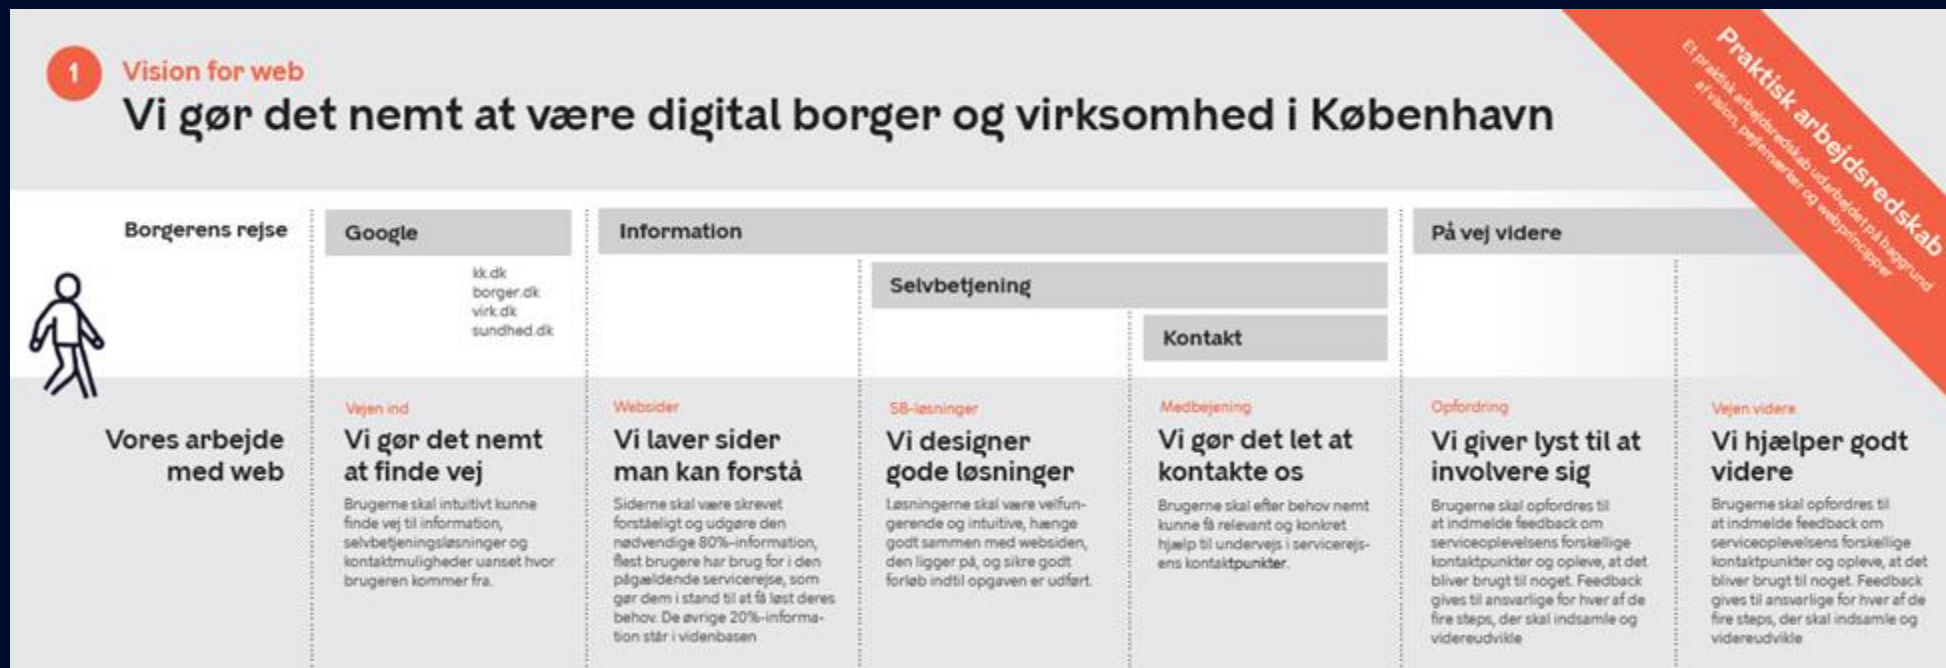 1
Vision for web
Vi gør det nemt at være digital borger og virksomhed i København
Praktisk arbejdsredskab
Et praktisk arbejdsredskab udarbejdet på baggrund
af vision, pejlemærker og webprincipper
Borgerens rejse
Google
kk.dk
borger.dk
virk.dk
sundhed.dk
Information
Selvbetjening
Kontakt
På vej videre
Vores arbejde
med web
Vejen ind
Vi gør det nemt
at finde vej
Brugerne skal intuitivt kunne
finde vej til information,
selvbetjeningsløsninger og
kontaktmuligheder uanset hvor
brugeren kommer fra.
Websider
Vi laver sider
man kan forstå
Siderne skal være skrevet
forståeligt og udgøre den
nødvendige 80%-information,
flest brugere har brug for i den
pågældende servicerejse, som
gør dem i stand til at få løst deres
behov. De øvrige 20%-informa-
tion står i videnbasen
SB-løsninger
Vi designer
gode løsninger
Løsningerne skal være velfun-
gerende og intuitive, hænge
godt sammen med websiden,
den ligger på, og sikre godt
forløb indtil opgaven er udført.
Medbejening
Vi gør det let at
kontakte os
Brugerne skal efter behov nemt
kunne få relevant og konkret
hjælp til undervejs i servicerejs-
ens kontaktpunkter.
Opfordring
Vi giver lyst til at
involvere sig
Brugerne skal opfordres til
at indmelde feedback om
serviceoplevelsens forskellige
kontaktpunkter og opleve, at det
bliver brugt til noget. Feedback
gives til ansvarlige for hver af de
fire steps, der skal indsamle og
videreudvikle
Vejen videre
Vi hjælper godt
videre
Brugerne skal opfordres til
at indmelde feedback om
serviceoplevelsens forskellige
kontaktpunkter og opleve, at det
bliver brugt til noget. Feedback
gives til ansvarlige for hver af de
fire steps, der skal indsamle og
videreudvikle